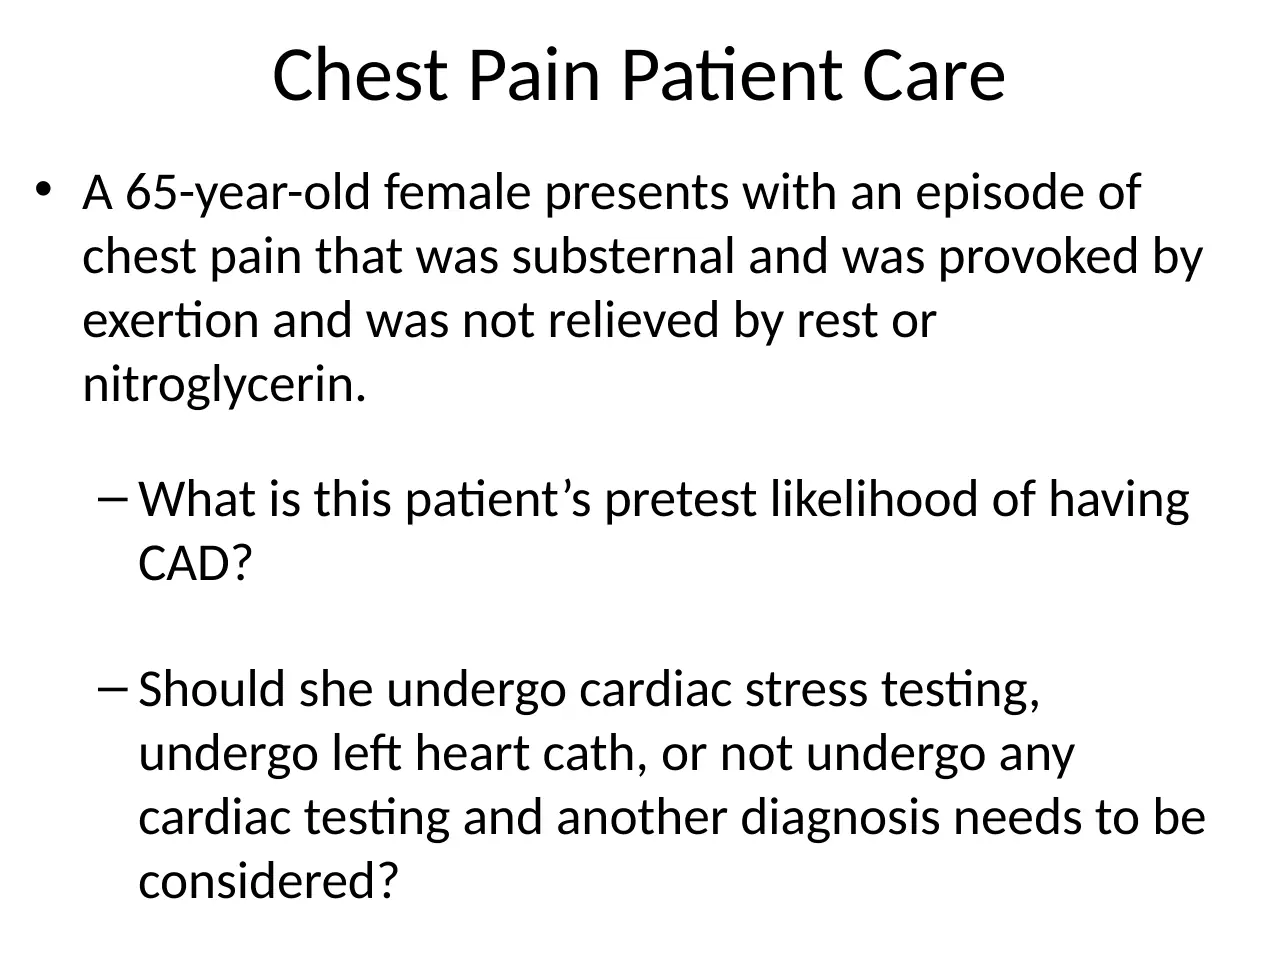 Chest Pain Patient Care
• A 65-year-old female presents with an episode of
chest pain that was substernal and was provoked by
exertion and was not relieved by rest or
nitroglycerin.
– What is this patient’s pretest likelihood of having
CAD?
– Should she undergo cardiac stress testing,
undergo left heart cath, or not undergo any
cardiac testing and another diagnosis needs to be
considered?